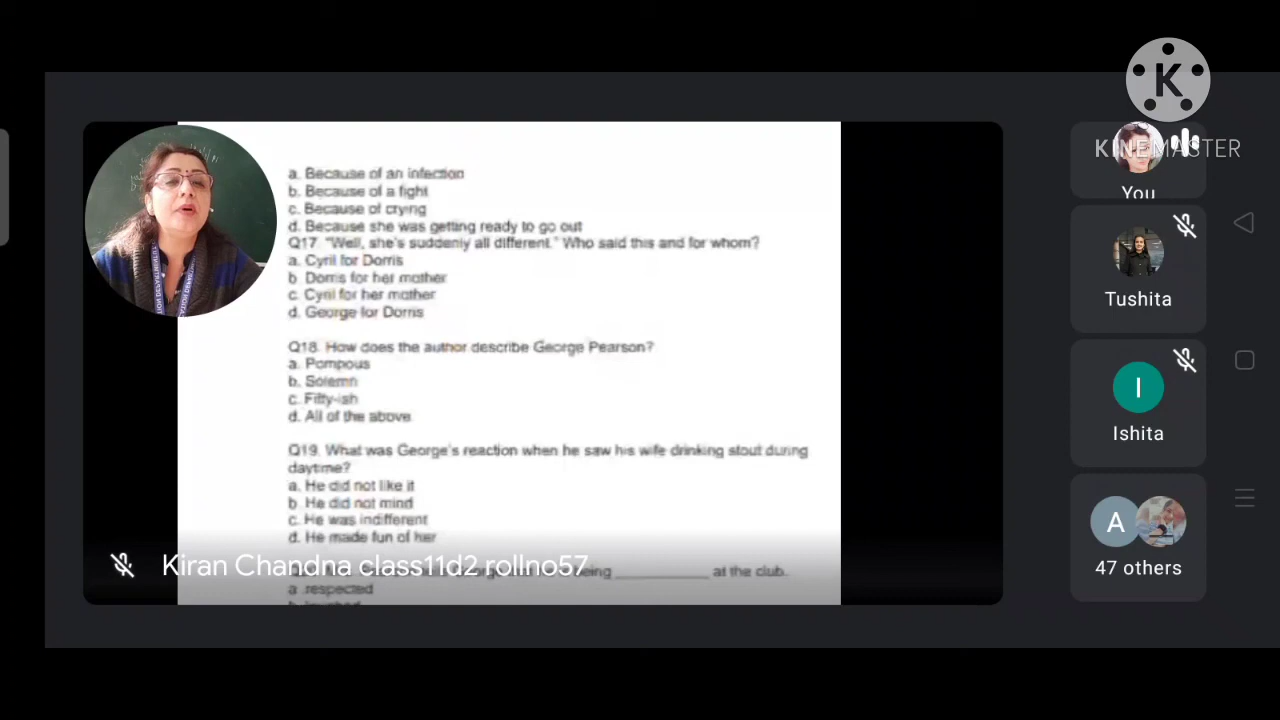 a. Because of an infection
b. Because of a fight
c. Because of crying
d. Because she was getting ready to go out
Q17. "Well, she's suddenly all different." Who said this and for whom?
a. Cyril for Dorris
b. Dorris for her mother
c. Cyril for her mother
d. George for Dorris
Q18. How does the author describe George Pearson?
a. Pompous
b. Solemn
c. Fifty-ish
d. All of the above
Q19. What was George's reaction when he saw his wife drinking stout during
daytime?
a. He did not like it
b. He did not mind
c. He was indifferent
d. He made fun of her
at the club.
a .respected
Kiran Chandna class11d2 rollno57
K
KINEMASTER
You
Tushita
I
Ishita
A
47 others